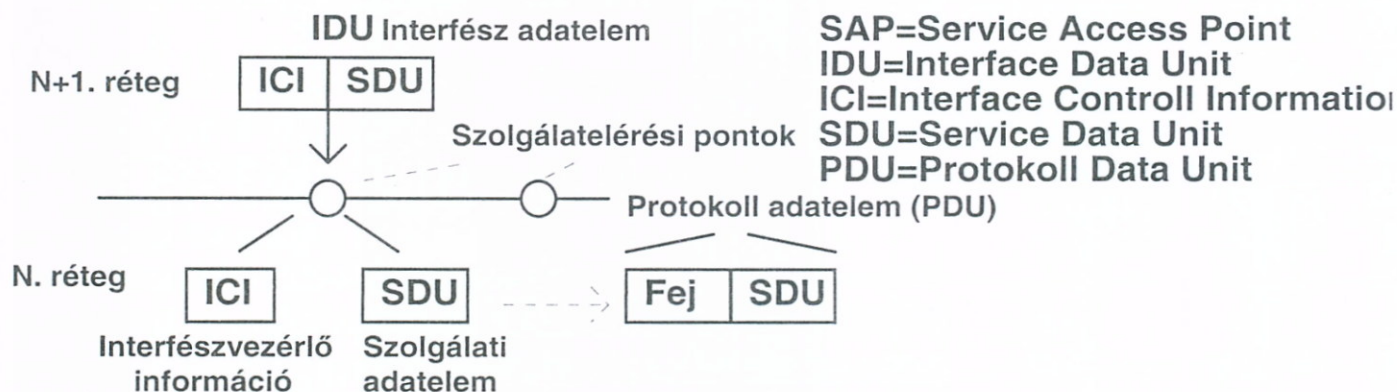 IDU Interfész adatelem
N+1. réteg
ICI SDU
Szolgálatelérési pontok
SAP=Service Access Point
IDU=Interface Data Unit
ICI=Interface Controll Informatio
SDU=Service Data Unit
PDU=Protokoll Data Unit
Protokoll adatelem (PDU)
N. réteg
ICI
SDU
Fej SDU
Interfészvezérlő
információ
Szolgálati
adatelem